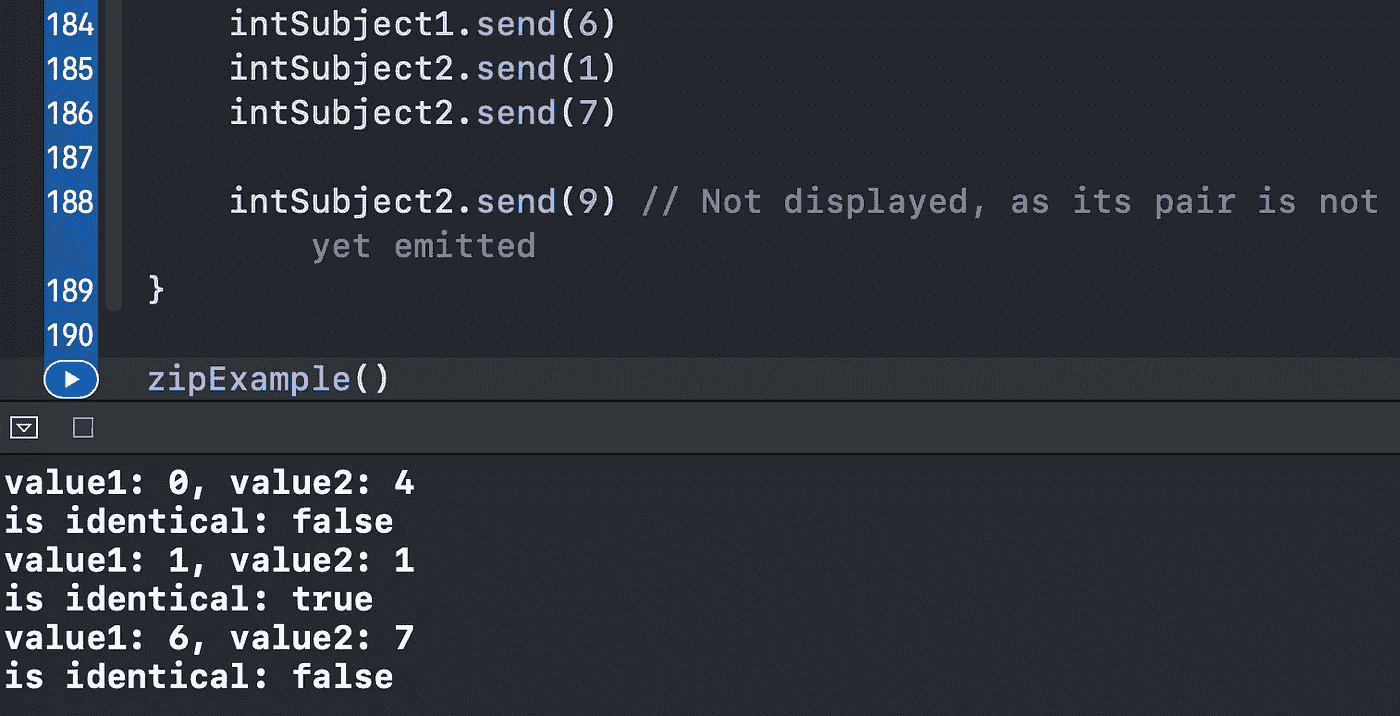 184 intSubject1.send(6)
185 intSubject2.send(1)
186 intSubject2.send(7)
187
188 intSubject2.send(9) // Not displayed, as its pair is not
yet emitted
189 }
190
zipExample()
value1: 0, value2: 4
is identical: false
value1: 1, value2: 1
is identical: true
value1: 6, value2: 7
is identical: false